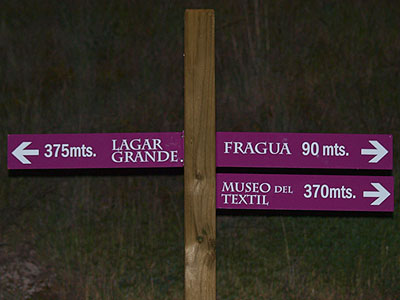 375mts. LAGAR
GRANDE.
FRAGUA 90 mts.
MUSEO DEL 370mts.
TEXTIL